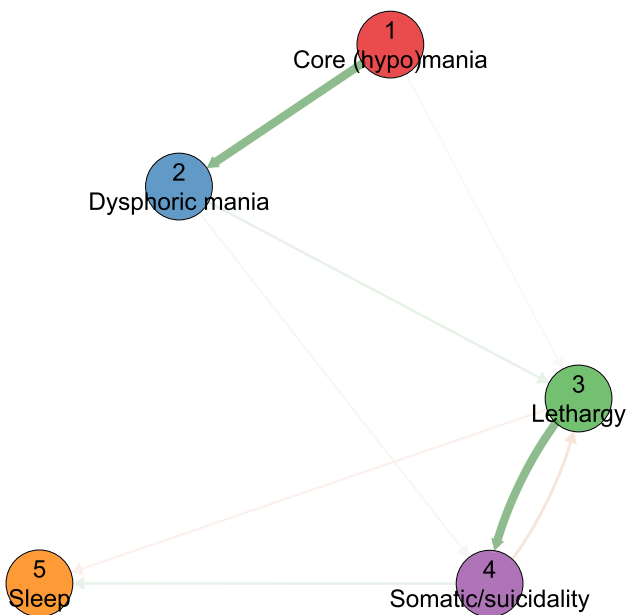 1
Core (hypo)mania
2
Dysphoric mania
3
Lethargy
4
Somatic/suicidality
5
Sleep